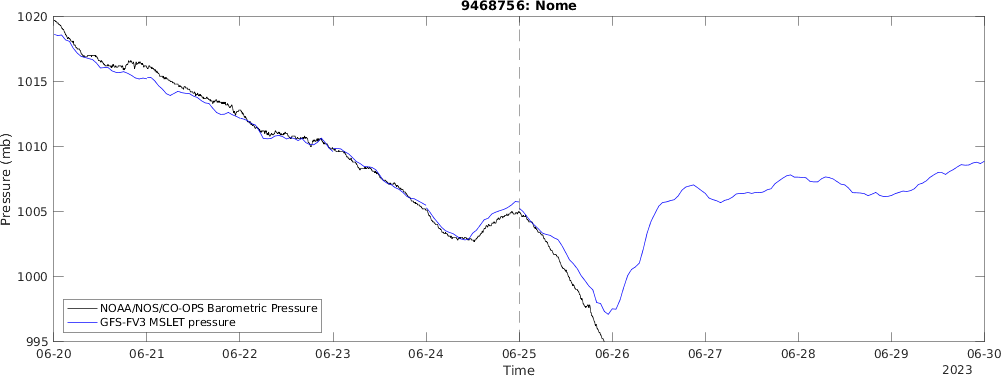 9468756: Nome
Pressure (mb)
1020
1015
1010
1005
1000
995
NOAA/NOS/CO-OPS Barometric Pressure
GFS-FV3 MSLET pressure
06-20 06-21 06-22 06-23 06-24 06-25 06-26 06-27 06-28 06-29 06-30
Time
2023